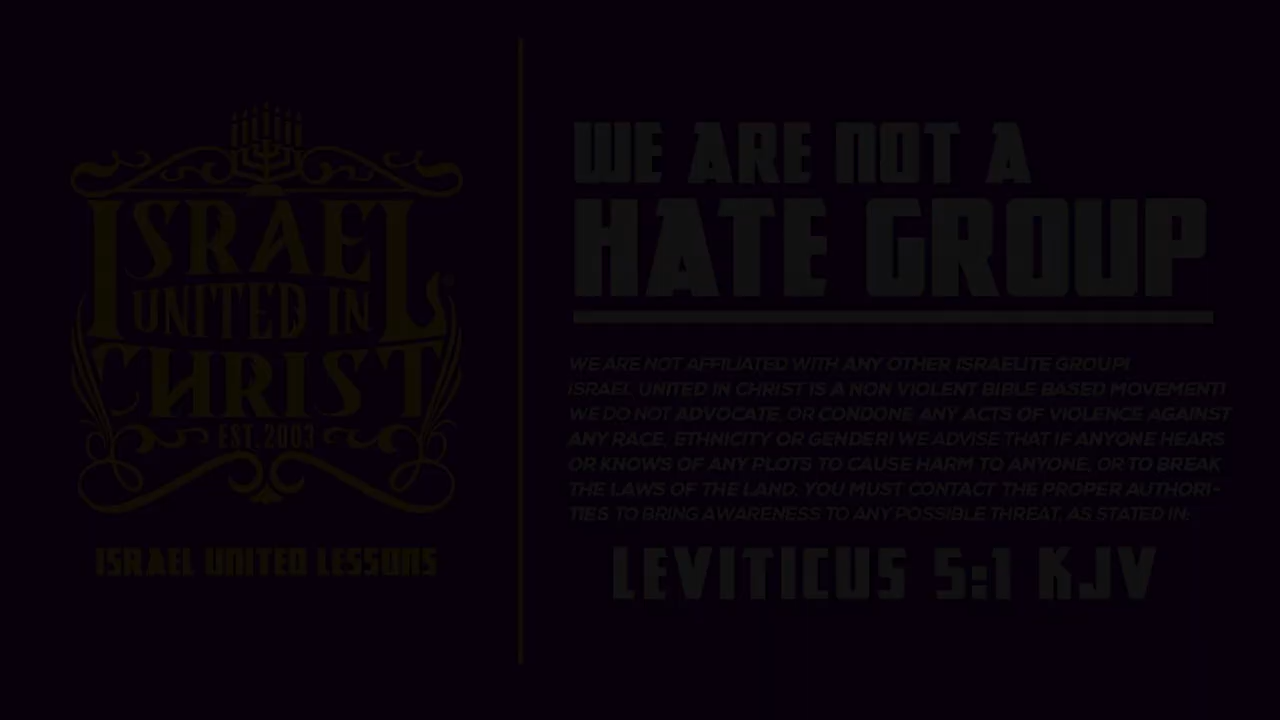 ISRAEL
UNITED IN
CHRIST
EST. 2003
ISRAEL UNITED LESSONS
WE ARE NOT A
HATE GROUP
WE ARE NOT AFFILIATED WITH ANY OTHER ISRAELITE GROUP!
ISRAEL UNITED IN CHRIST IS A NON VIOLENT BIBLE BASED MOVEMENT!
WE DO NOT ADVOCATE, OR CONDONE ANY ACTS OF VIOLENCE AGAINST
ANY RACE, ETHNICITY OR GENDER! WE ADVISE THAT IF ANYONE HEARS
OR KNOWS OF ANY PLOTS TO CAUSE HARM TO ANYONE, OR TO BREAK
THE LAWS OF THE LAND, YOU MUST CONTACT THE PROPER AUTHORI-
TIES TO BRING AWARENESS TO ANY POSSIBLE THREAT, AS STATED IN:
LEVITICUS 5:1 KJV